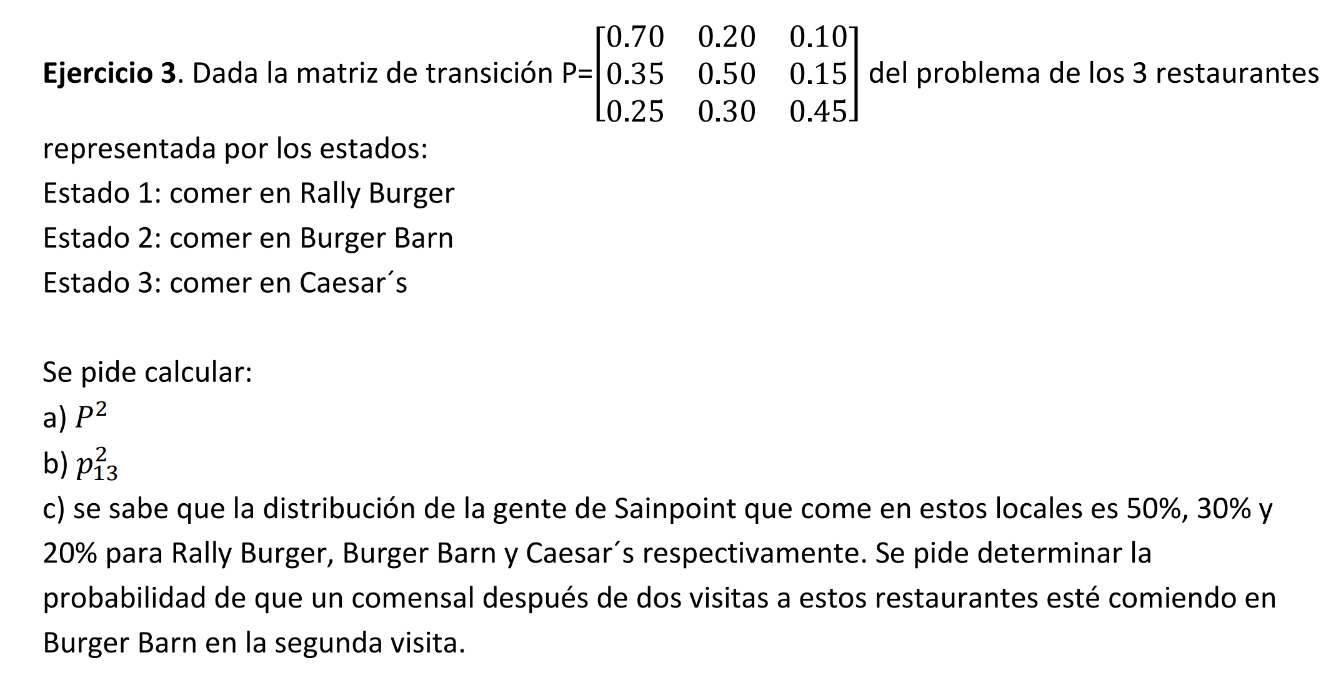 Ejercicio 3. Dada la matriz de transición P=[0.70 0.20 0.10; 0.35 0.50 0.15; 0.25 0.30 0.45] del problema de los 3 restaurantes
representada por los estados:
Estado 1: comer en Rally Burger
Estado 2: comer en Burger Barn
Estado 3: comer en Caesar´s
Se pide calcular:
a) P²
b) p²₁₃
c) se sabe que la distribución de la gente de Sainpoint que come en estos locales es 50%, 30% y
20% para Rally Burger, Burger Barn y Caesar´s respectivamente. Se pide determinar la
probabilidad de que un comensal después de dos visitas a estos restaurantes esté comiendo en
Burger Barn en la segunda visita.